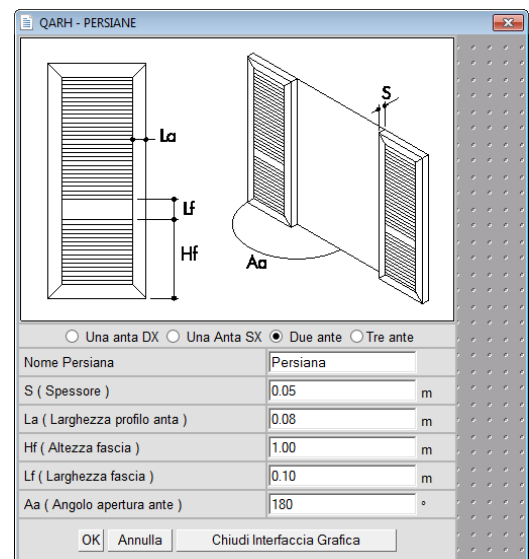 QARH - PERSIANE
S
La
Lf
Hf
Aa
Una anta DX Una Anta SX Due ante Tre ante
Nome Persiana Persiana
S ( Spessore ) 0.05 m
La ( Larghezza profilo anta ) 0.08 m
Hf ( Altezza fascia ) 1.00 m
Lf ( Larghezza fascia ) 0.10 m
Aa ( Angolo apertura ante ) 180 °
OK Annulla Chiudi Interfaccia Grafica